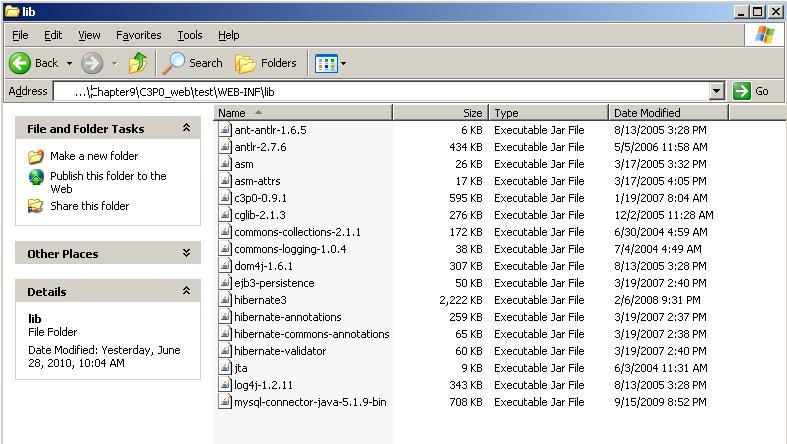 lib
File Edit View Favorites Tools Help
Back Search Folders
Address ...\Chapter9\C3P0_web\test\WEB-INF\lib Go
File and Folder Tasks
Make a new folder
Publish this folder to the
Web
Share this folder
Other Places
Details
lib
File Folder
Date Modified: Yesterday, June
28, 2010, 10:04 AM
Name Size Type Date Modified
ant-antlr-1.6.5 6 KB Executable Jar File 8/13/2005 3:28 PM
antlr-2.7.6 434 KB Executable Jar File 5/5/2006 11:58 AM
asm 26 KB Executable Jar File 3/17/2005 3:32 PM
asm-attrs 17 KB Executable Jar File 3/17/2005 4:05 PM
c3p0-0.9.1 595 KB Executable Jar File 1/19/2007 8:04 AM
cglib-2.1.3 276 KB Executable Jar File 12/2/2005 11:28 AM
commons-collections-2.1.1 172 KB Executable Jar File 6/30/2004 4:59 AM
commons-logging-1.0.4 38 KB Executable Jar File 7/4/2004 4:49 AM
dom4j-1.6.1 307 KB Executable Jar File 8/13/2005 3:28 PM
ejb3-persistence 50 KB Executable Jar File 3/19/2007 2:40 PM
hibernate3 2,222 KB Executable Jar File 2/6/2008 9:31 PM
hibernate-annotations 259 KB Executable Jar File 3/19/2007 2:37 PM
hibernate-commons-annotations 65 KB Executable Jar File 3/19/2007 2:38 PM
hibernate-validator 60 KB Executable Jar File 3/19/2007 2:40 PM
jta 9 KB Executable Jar File 6/3/2004 11:31 AM
log4j-1.2.11 343 KB Executable Jar File 8/13/2005 3:28 PM
mysql-connector-java-5.1.9-bin 708 KB Executable Jar File 9/15/2009 8:52 PM